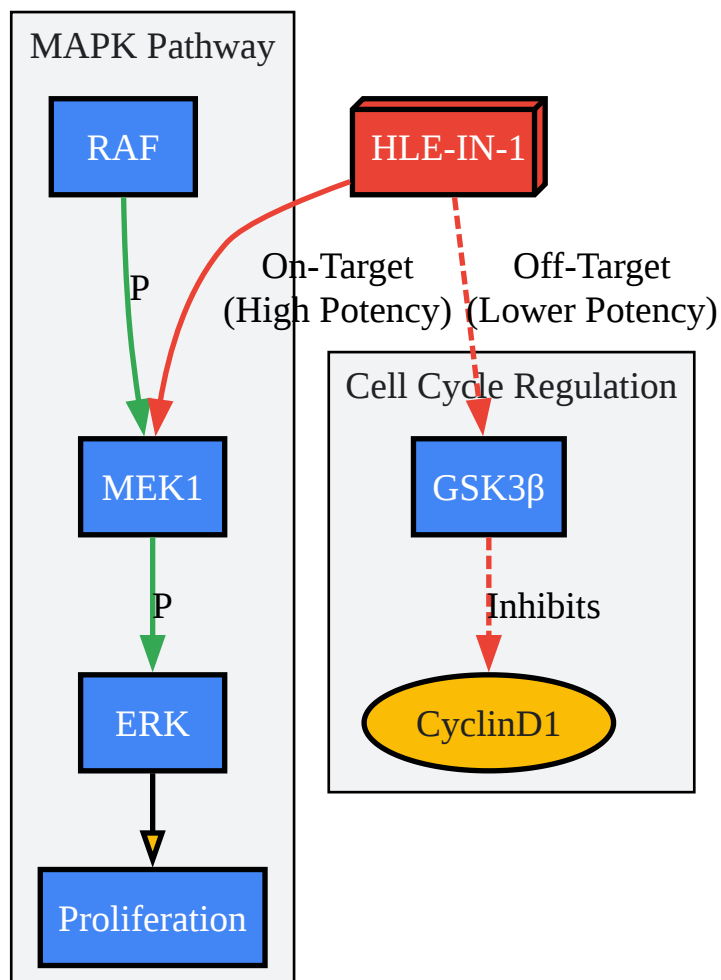 MAPK Pathway
RAF
HLE-IN-1
P
On-Target
(High Potency)
Off-Target
(Lower Potency)
Cell Cycle Regulation
MEK1
GSK3β
P
Inhibits
ERK
CyclinD1
Proliferation